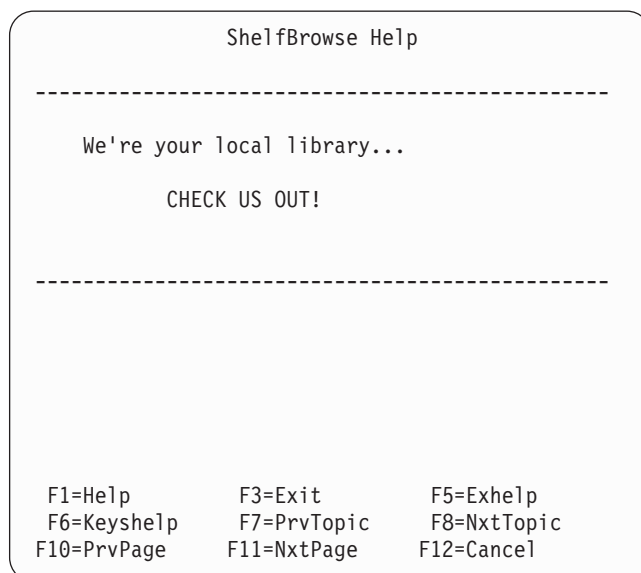 ShelfBrowse Help
------------------------------------------------
We're your local library...
CHECK US OUT!
------------------------------------------------
F1=Help F3=Exit F5=Exhelp
F6=Keyshelp F7=PrvTopic F8=NxtTopic
F10=PrvPage F11=NxtPage F12=Cancel